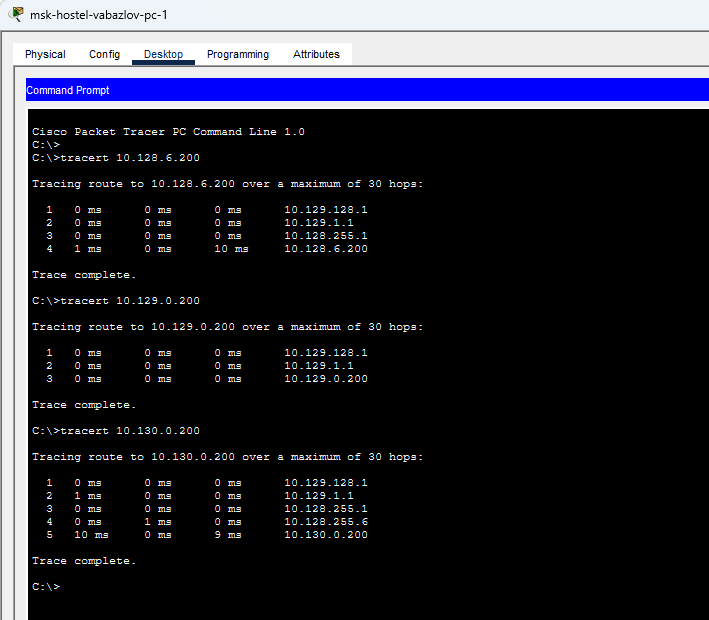 msk-hostel-vabazlov-pc-1
Physical Config Desktop Programming Attributes
Command Prompt
Cisco Packet Tracer PC Command Line 1.0
C:\>
C:\>tracert 10.128.6.200
Tracing route to 10.128.6.200 over a maximum of 30 hops:
1 0 ms 0 ms 0 ms 10.129.128.1
2 0 ms 0 ms 0 ms 10.129.1.1
3 0 ms 0 ms 0 ms 10.128.255.1
4 1 ms 0 ms 10 ms 10.128.6.200
Trace complete.
C:\>tracert 10.129.0.200
Tracing route to 10.129.0.200 over a maximum of 30 hops:
1 0 ms 0 ms 0 ms 10.129.128.1
2 0 ms 0 ms 0 ms 10.129.1.1
3 0 ms 0 ms 0 ms 10.129.0.200
Trace complete.
C:\>tracert 10.130.0.200
Tracing route to 10.130.0.200 over a maximum of 30 hops:
1 0 ms 0 ms 0 ms 10.129.128.1
2 1 ms 0 ms 0 ms 10.129.1.1
3 0 ms 0 ms 0 ms 10.128.255.1
4 0 ms 1 ms 0 ms 10.128.255.6
5 10 ms 0 ms 9 ms 10.130.0.200
Trace complete.
C:\>